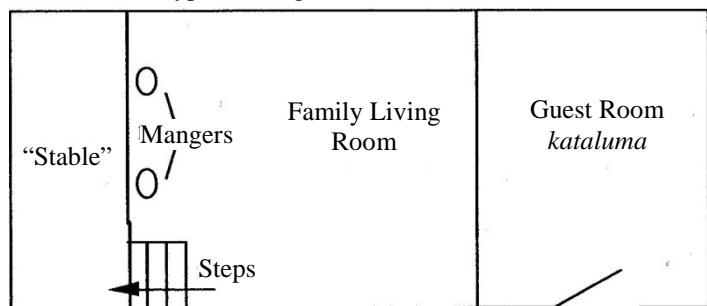 “Stable”
Mangers
Family Living
Room
Guest Room
kataluma
Steps